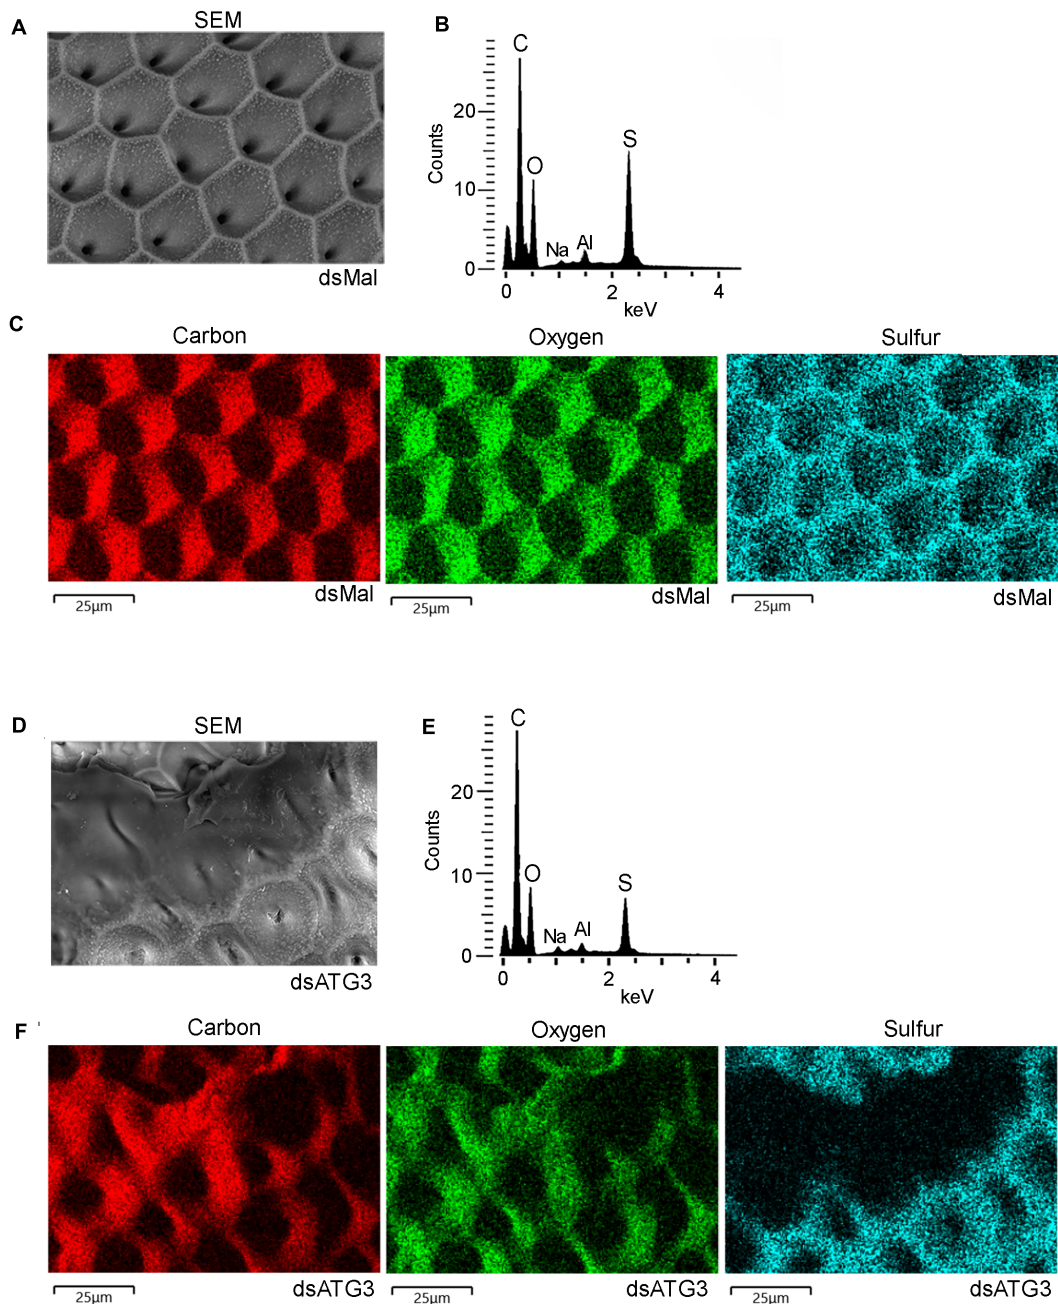 A
SEM
dsMal
B
Counts
20
10
0
C
O
Na
Al
S
0
2
4
keV
C
Carbon
Oxygen
Sulfur
dsMal
dsMal
dsMal
25µm
25µm
25µm
D
SEM
dsATG3
E
Counts
20
10
0
C
O
Na
Al
S
0
2
4
keV
F
Carbon
Oxygen
Sulfur
dsATG3
dsATG3
dsATG3
25µm
25µm
25µm